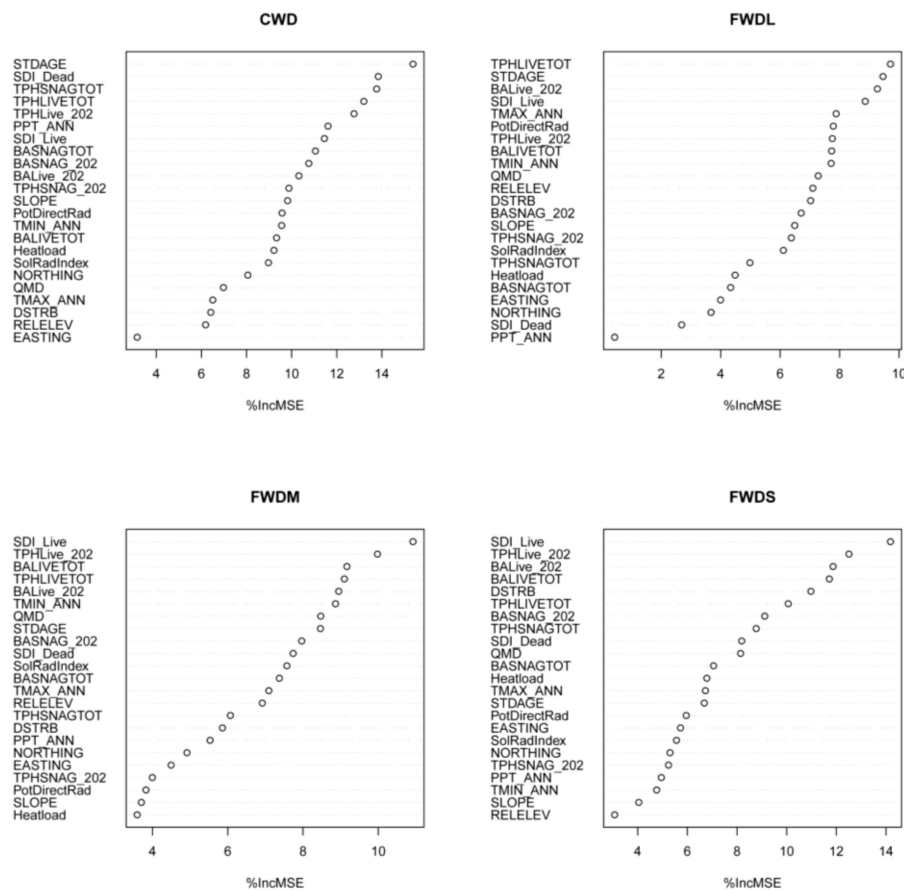 CWD
STDAGE
SDI_Dead
TPHSNAGTOT
TPHLIVETOT
TPHLive_202
PPT_ANN
SDI_Live
BASNAGTOT
BASNAG_202
BALive_202
TPHSNAG_202
SLOPE
PotDirectRad
TMIN_ANN
BALIVETOT
Heatload
SolRadIndex
NORTHING
QMD
TMAX_ANN
DSTRB
RELELEV
EASTING
4 6 8 10 12 14
%IncMSE
FWDL
TPHLIVETOT
STDAGE
BALive_202
SDI_Live
TMAX_ANN
PotDirectRad
TPHLive_202
BALIVETOT
TMIN_ANN
QMD
RELELEV
DSTRB
BASNAG_202
SLOPE
TPHSNAG_202
SolRadIndex
TPHSNAGTOT
Heatload
BASNAGTOT
EASTING
NORTHING
SDI_Dead
PPT_ANN
2 4 6 8 10
%IncMSE
FWDM
SDI_Live
TPHLive_202
BALIVETOT
TPHLIVETOT
BALive_202
TMIN_ANN
QMD
STDAGE
BASNAG_202
SDI_Dead
SolRadIndex
BASNAGTOT
TMAX_ANN
RELELEV
TPHSNAGTOT
DSTRB
PPT_ANN
NORTHING
EASTING
TPHSNAG_202
PotDirectRad
SLOPE
Heatload
4 6 8 10
%IncMSE
FWDS
SDI_Live
TPHLive_202
BALive_202
BALIVETOT
DSTRB
TPHLIVETOT
BASNAG_202
TPHSNAGTOT
SDI_Dead
QMD
BASNAGTOT
Heatload
TMAX_ANN
STDAGE
PotDirectRad
EASTING
SolRadIndex
NORTHING
TPHSNAG_202
PPT_ANN
TMIN_ANN
SLOPE
RELELEV
4 6 8 10 12 14
%IncMSE